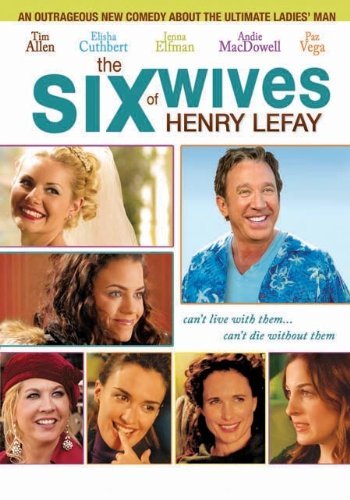 AN OUTRAGEOUS NEW COMEDY ABOUT THE ULTIMATE LADIES' MAN
Tim Allen Elisha Cuthbert Jenna Elfman Andie MacDowell Paz Vega
the
SIX of WIVES
HENRY LEFAY
can't live with them...
can't die without them